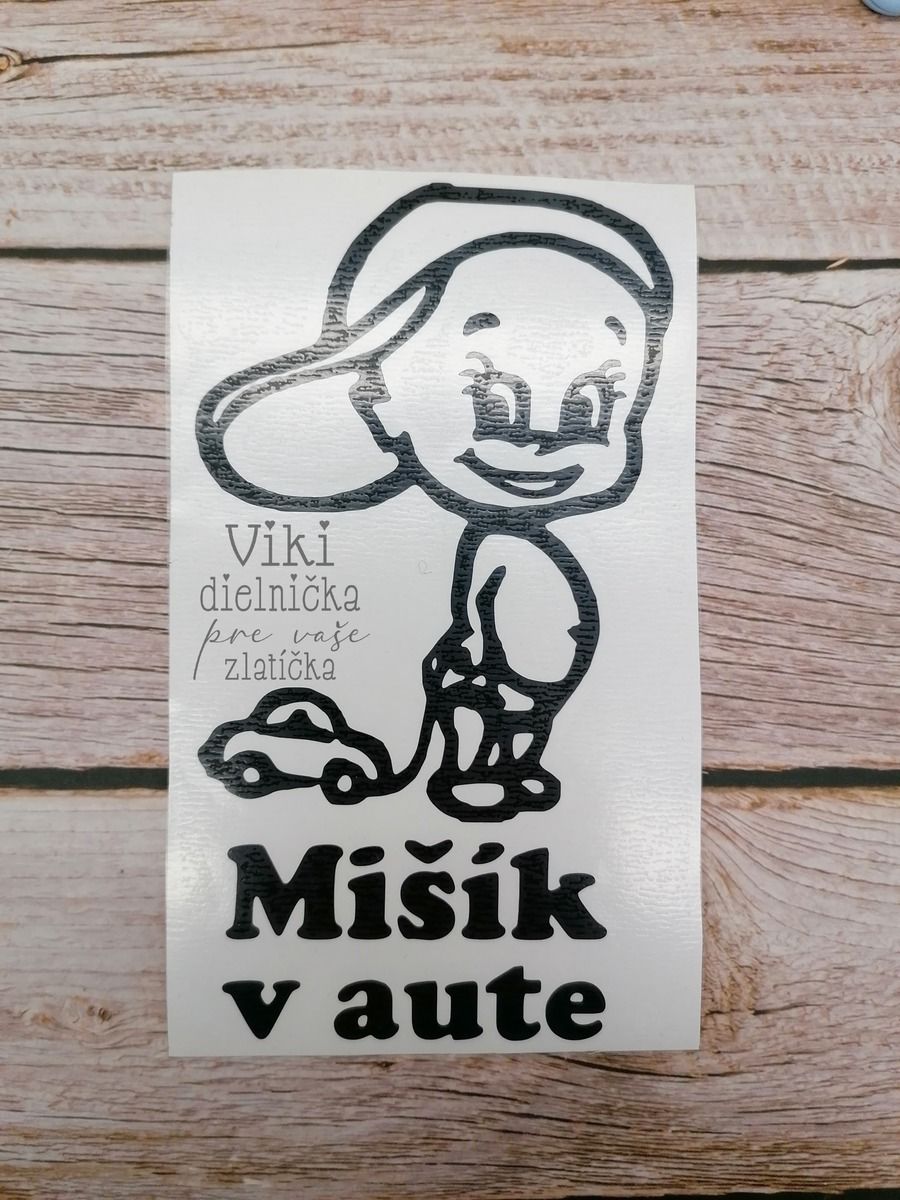 Viki
dielnička
pre vaše
zlatíčka
Mišík
v aute